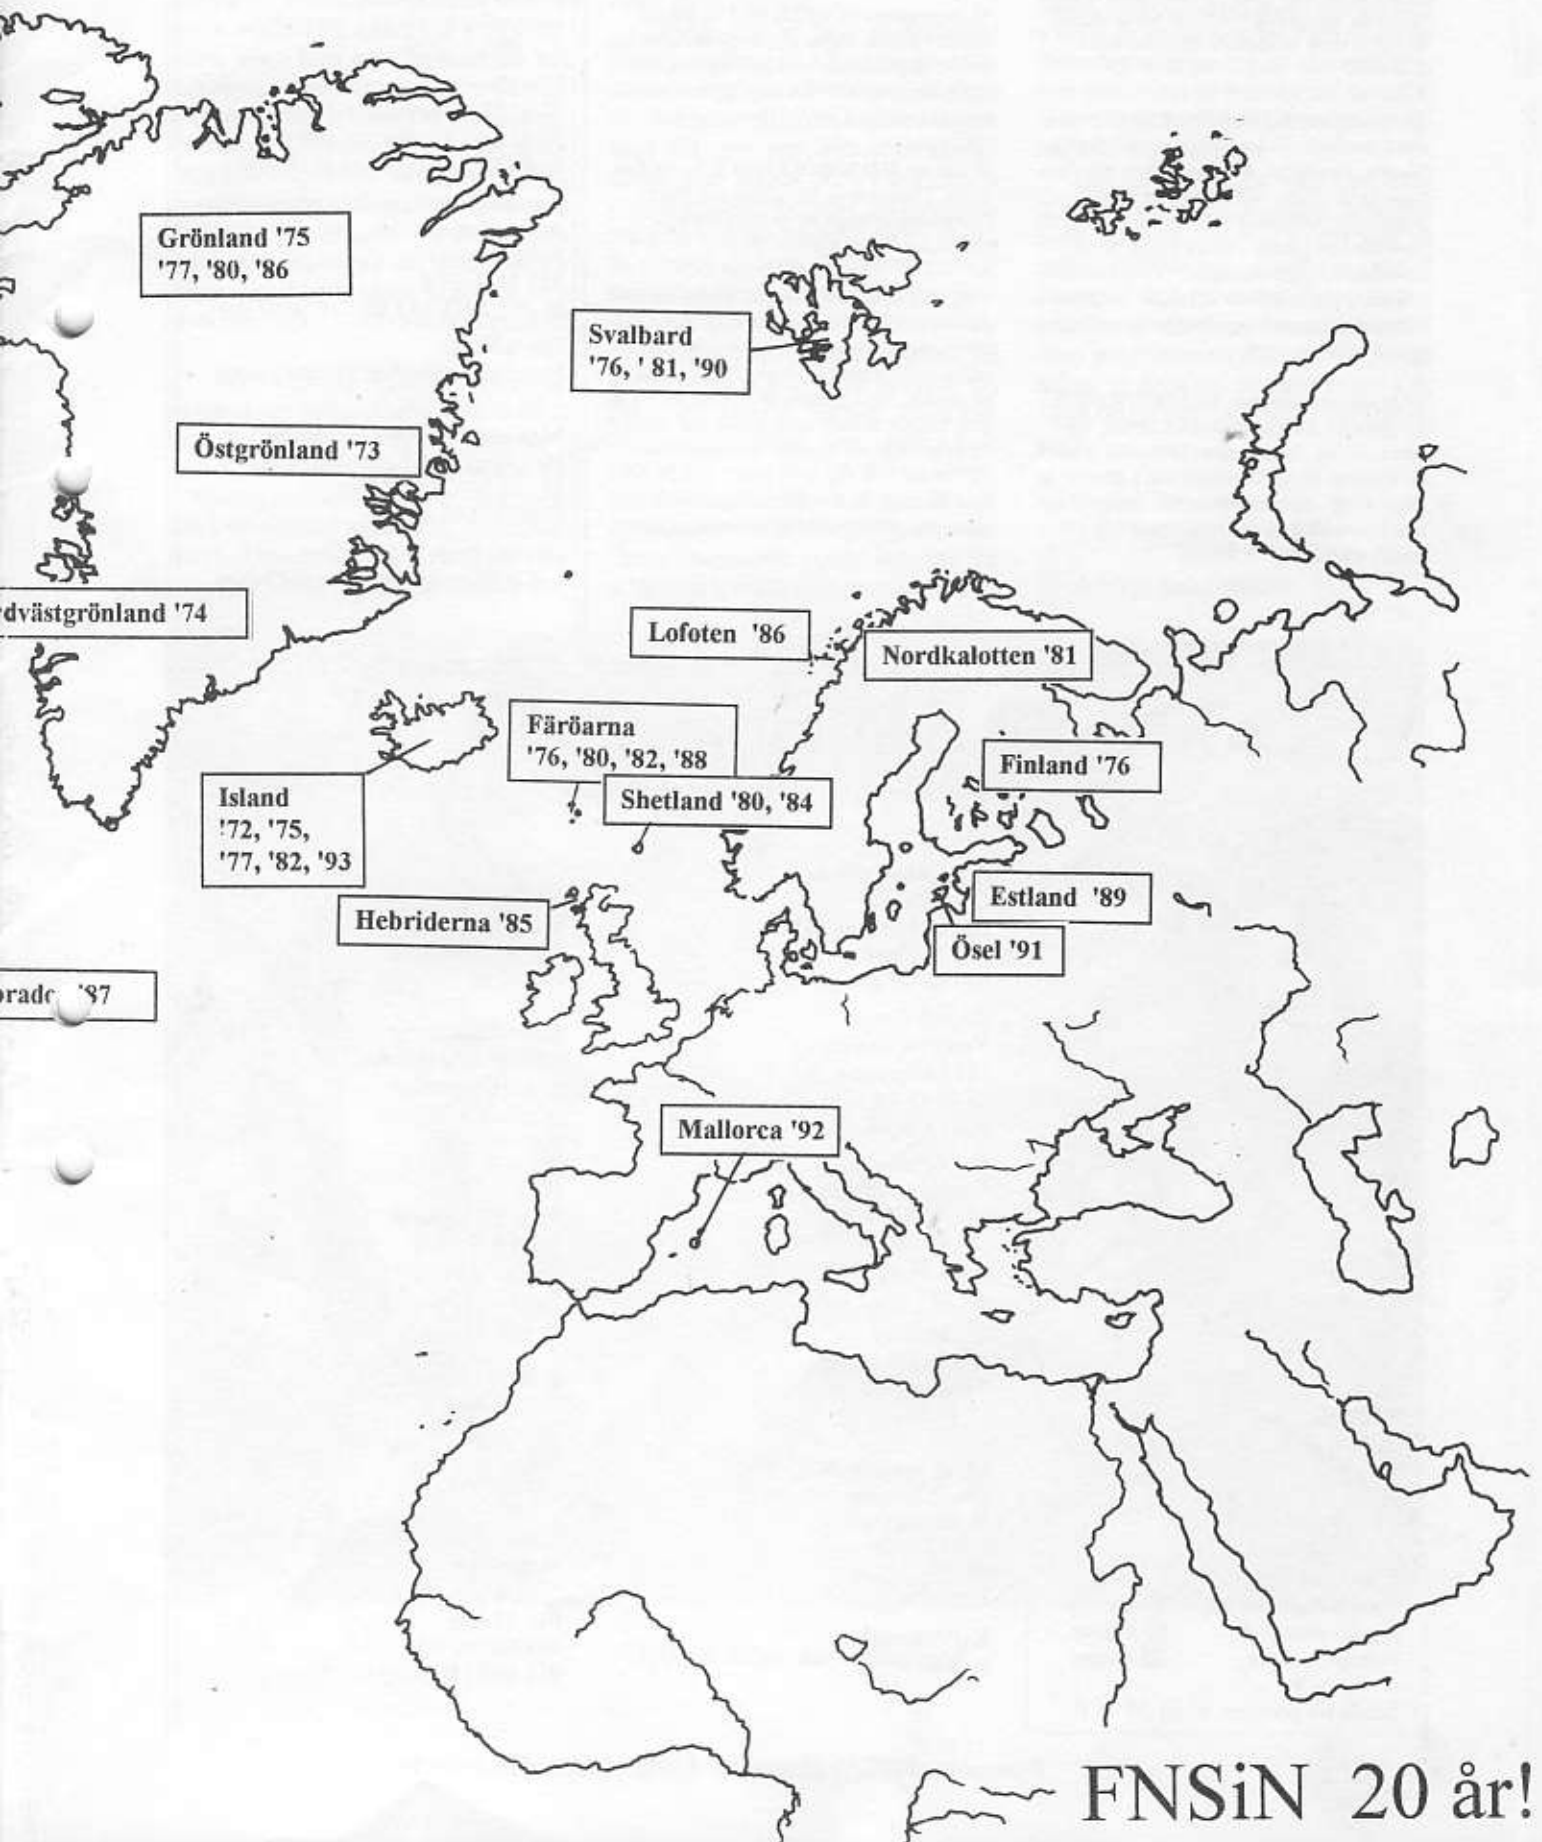 Grönland '75
'77, '80, '86
Svalbard
'76, ' 81, '90
Östgrönland '73
rdvästgrönland '74
Lofoten '86
Nordkalotten '81
Färöarna
'76, '80, '82, '88
Finland '76
Shetland '80, '84
Island
'72, '75,
'77, '82, '93
Hebriderna '85
Estland '89
Ösel '91
'87
Mallorca '92
FNSiN 20 år!